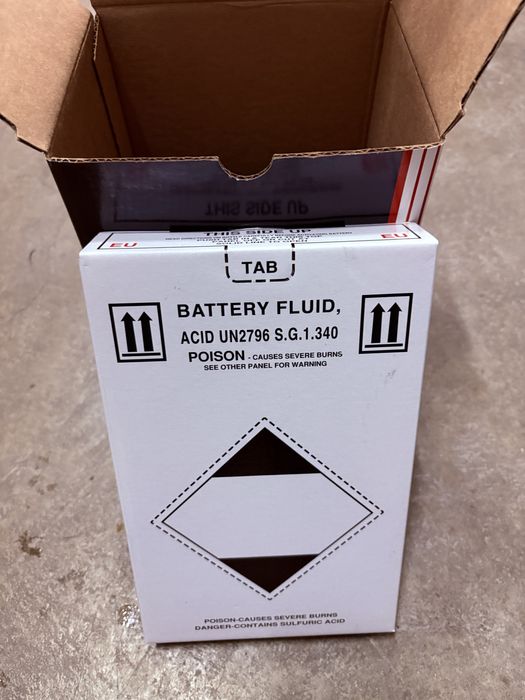 THIS SIDE UP
THIS SIDE UP
EU
EU
TAB
BATTERY FLUID,
ACID UN2796 S.G.1.340
POISON - CAUSES SEVERE BURNS
SEE OTHER PANEL FOR WARNING
POISON-CAUSES SEVERE BURNS
DANGER-CONTAINS SULFURIC ACID